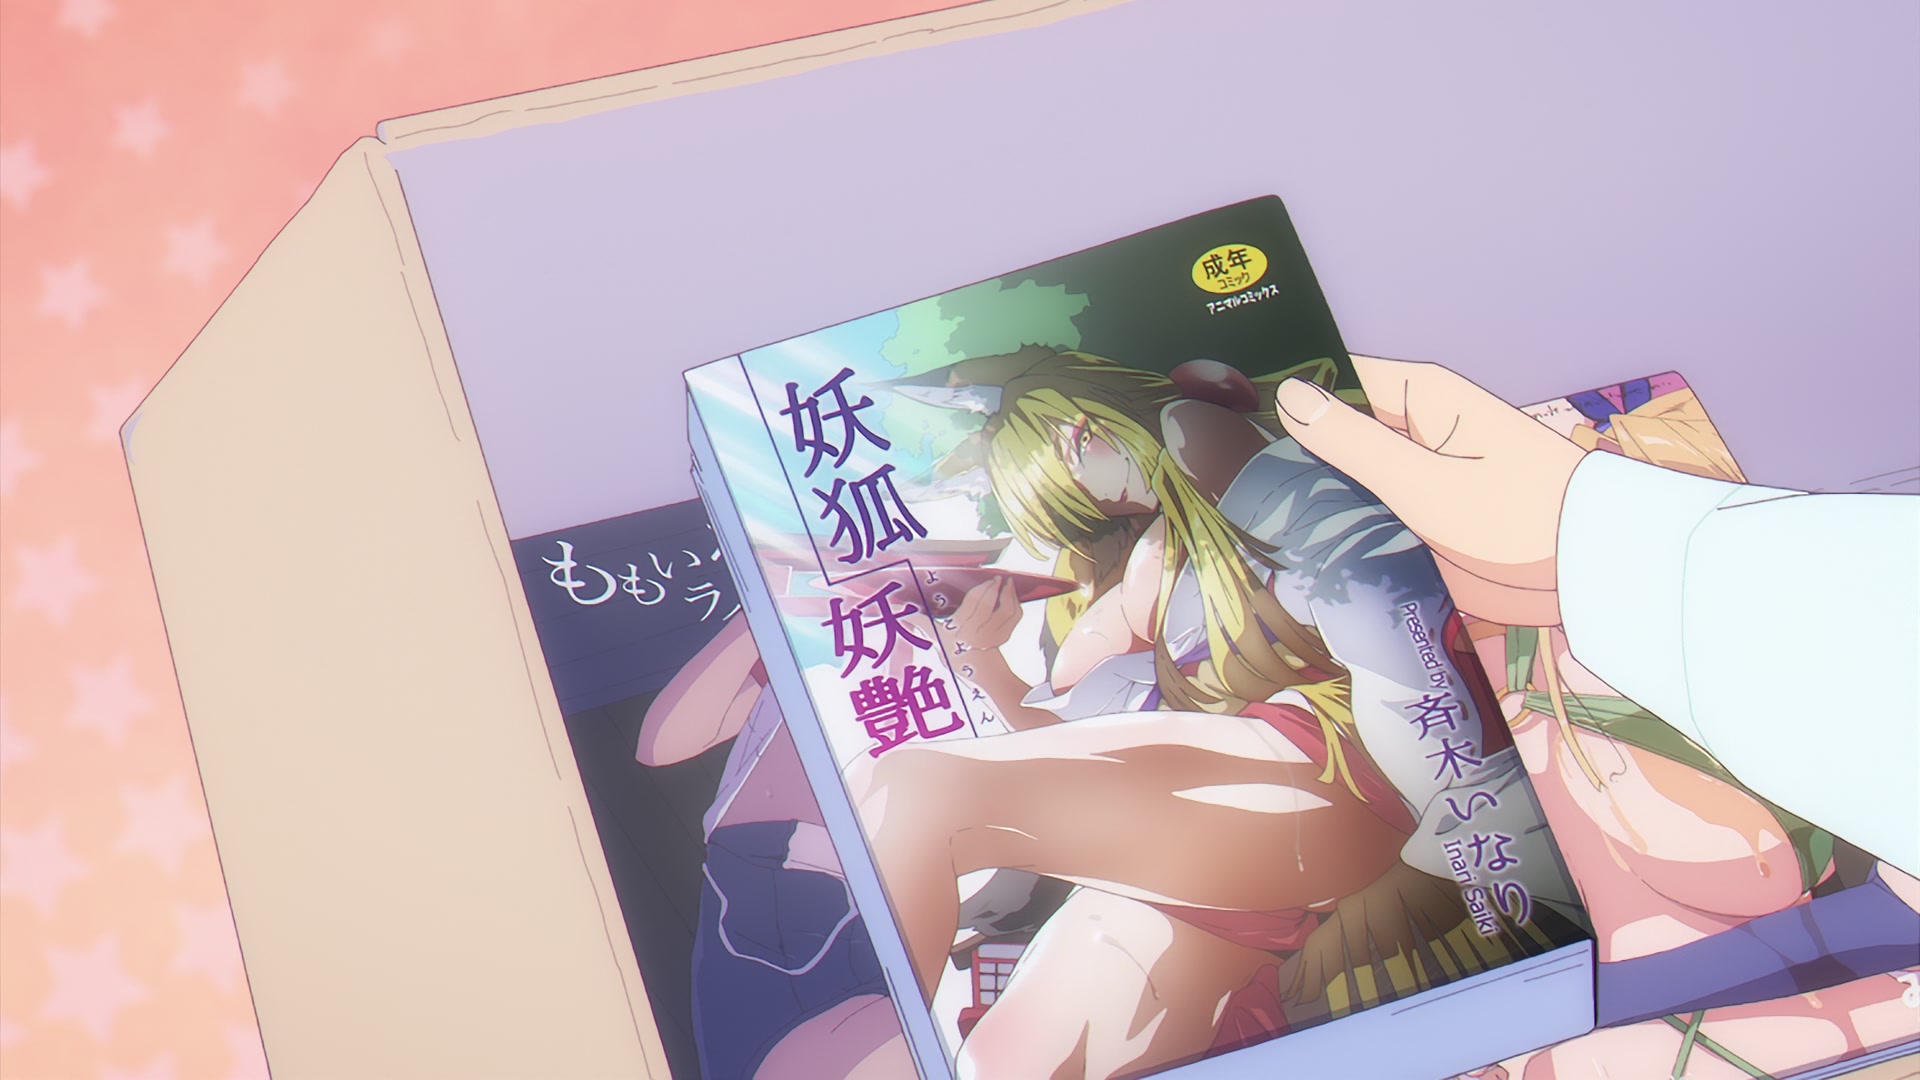 成年
コミック
アニマルコミックス
妖狐
妖艶
ようこようえん
Presented by
斉木いなり
Inari Saiki
ももい
ラ